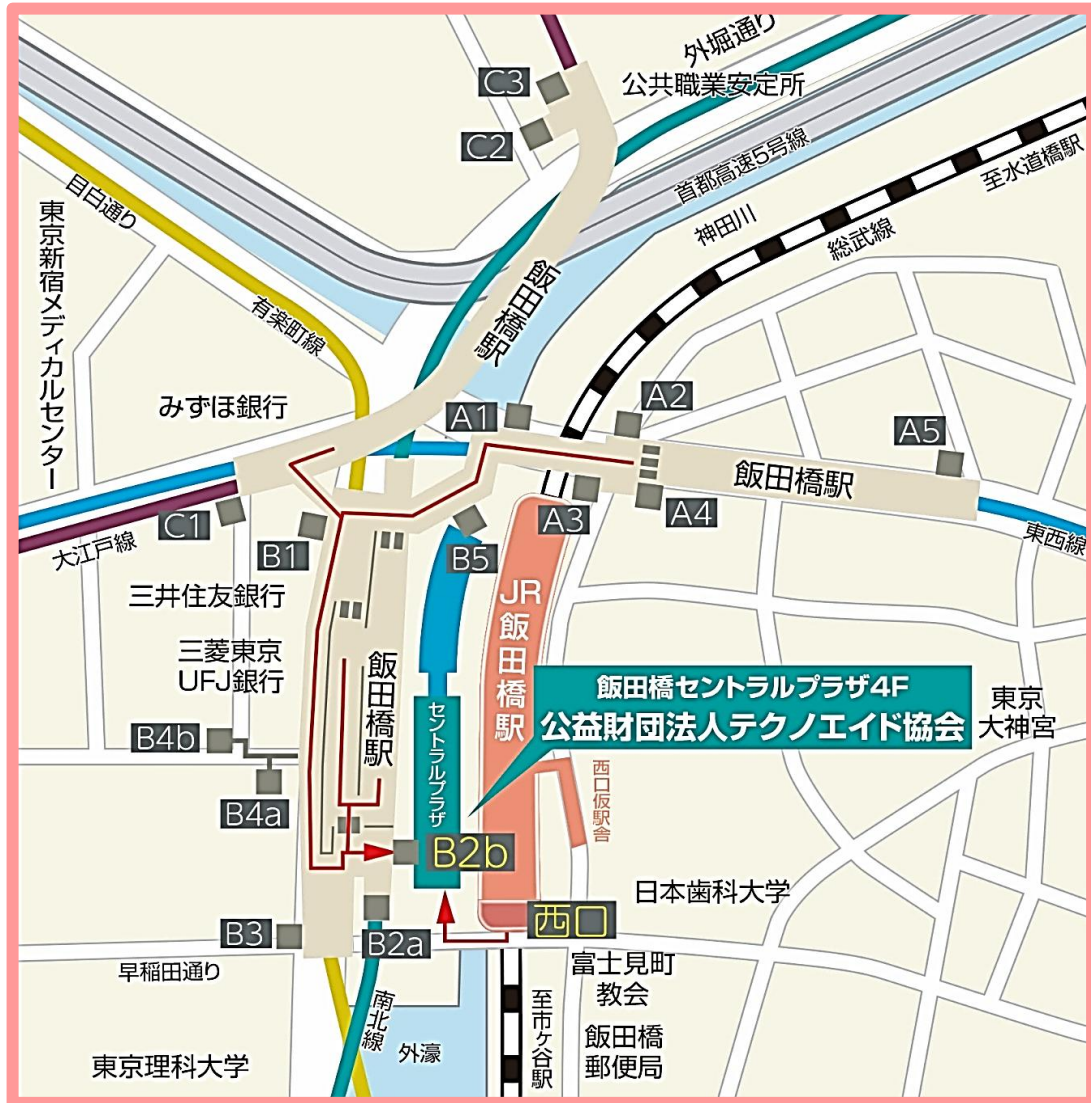 外堀通り
C3
公共職業安定所
C2
首都高速5号線
至水道橋駅
目白通り
神田川
総武線
東京新宿メディカルセンター
飯田橋駅
有楽町線
みずほ銀行
A1
A2
A5
飯田橋駅
C1
A3
A4
大江戸線
B1
B5
東西線
三井住友銀行
JR飯田橋駅
三菱東京
UFJ銀行
飯田橋駅
飯田橋セントラルプラザ4F
公益財団法人テクノエイド協会
東京
大神宮
セントラルプラザ
B4b
西口仮駅舎
B4a
B2b
日本歯科大学
西口
B3
B2a
早稲田通り
富士見町
教会
南北線
至市ヶ谷駅
外濠
飯田橋
郵便局
東京理科大学